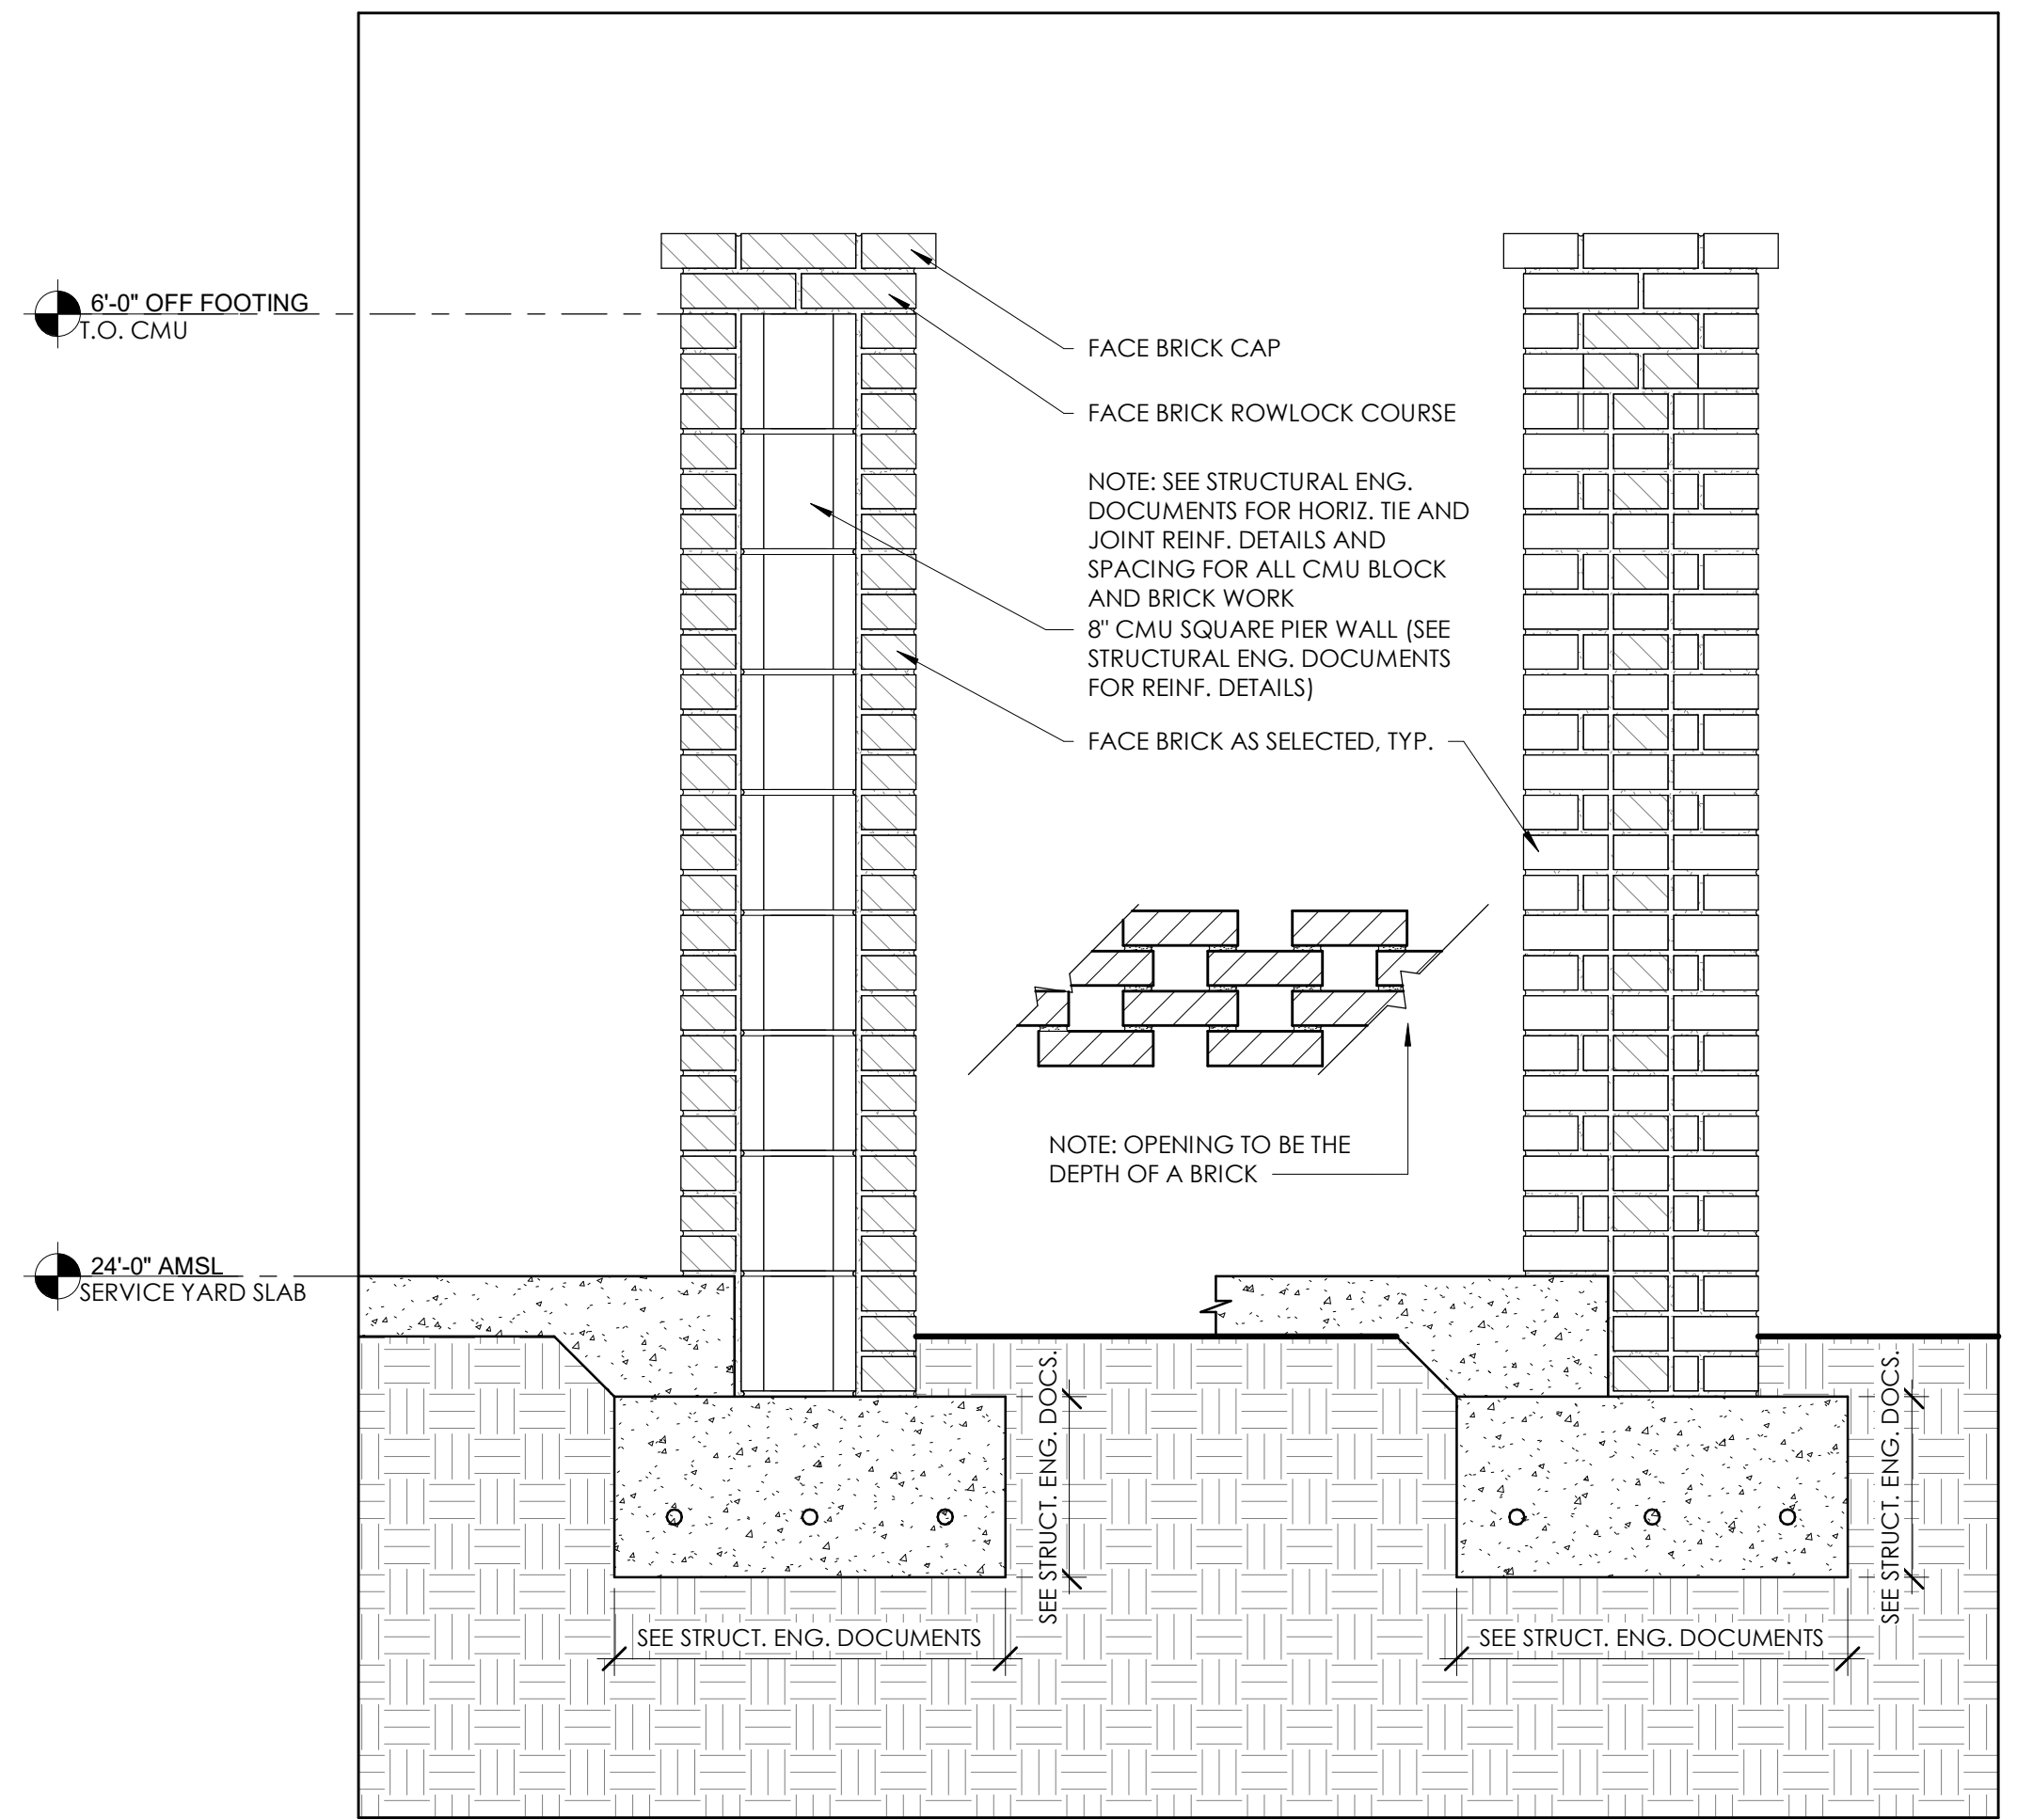 6'-0" OFF FOOTING
T.O. CMU
FACE BRICK CAP
FACE BRICK ROWLOCK COURSE
NOTE: SEE STRUCTURAL ENG.
DOCUMENTS FOR HORIZ. TIE AND
JOINT REINF. DETAILS AND
SPACING FOR ALL CMU BLOCK
AND BRICK WORK
8" CMU SQUARE PIER WALL (SEE
STRUCTURAL ENG. DOCUMENTS
FOR REINF. DETAILS)
FACE BRICK AS SELECTED, TYP.
NOTE: OPENING TO BE THE
DEPTH OF A BRICK
24'-0" AMSL
SERVICE YARD SLAB
SEE STRUCT. ENG. DOCS.
SEE STRUCT. ENG. DOCS.
SEE STRUCT. ENG. DOCUMENTS
SEE STRUCT. ENG. DOCUMENTS